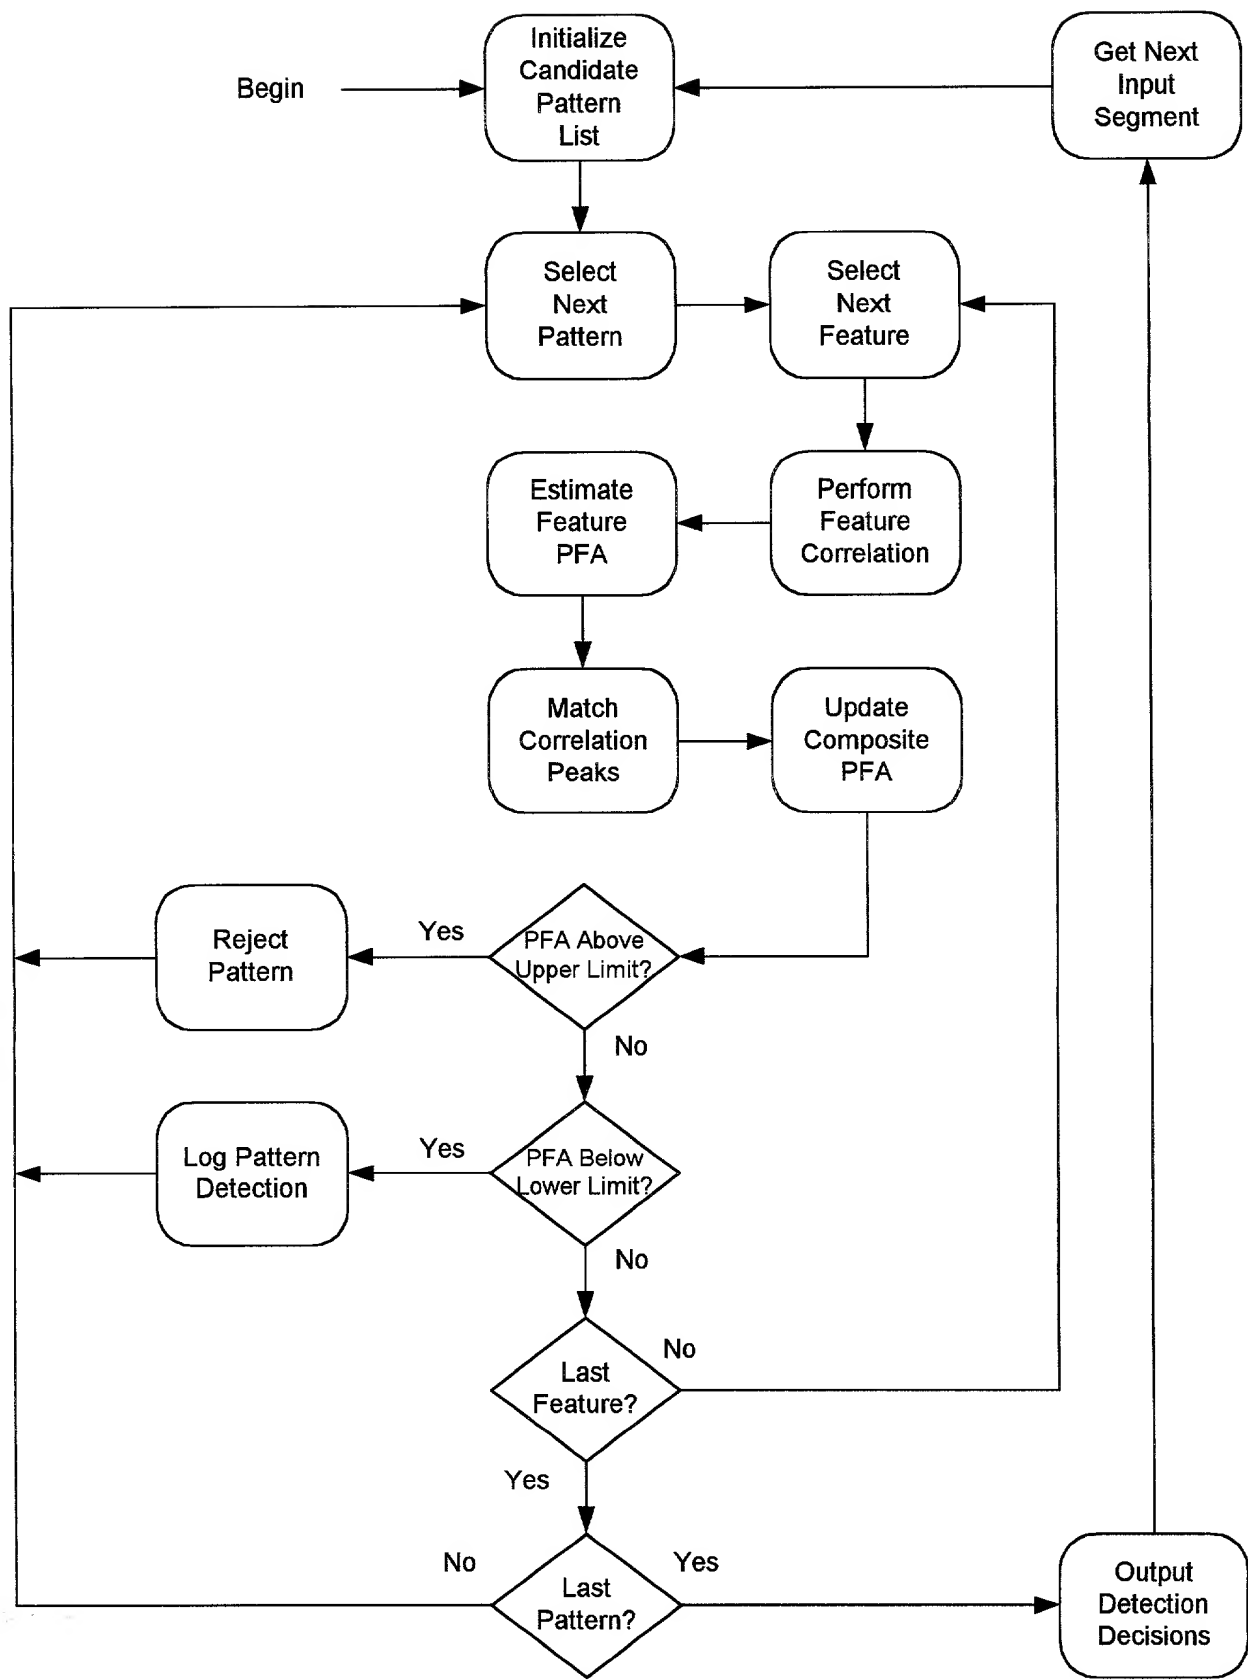 Begin
Initialize
Candidate
Pattern
List
Get Next
Input
Segment
Select
Next
Pattern
Select
Next
Feature
Estimate
Feature
PFA
Perform
Feature
Correlation
Match
Correlation
Peaks
Update
Composite
PFA
Reject
Pattern
Yes
PFA Above
Upper Limit?
No
Log Pattern
Detection
Yes
PFA Below
Lower Limit?
No
Last
Feature?
No
Yes
No
Last
Pattern?
Yes
Output
Detection
Decisions